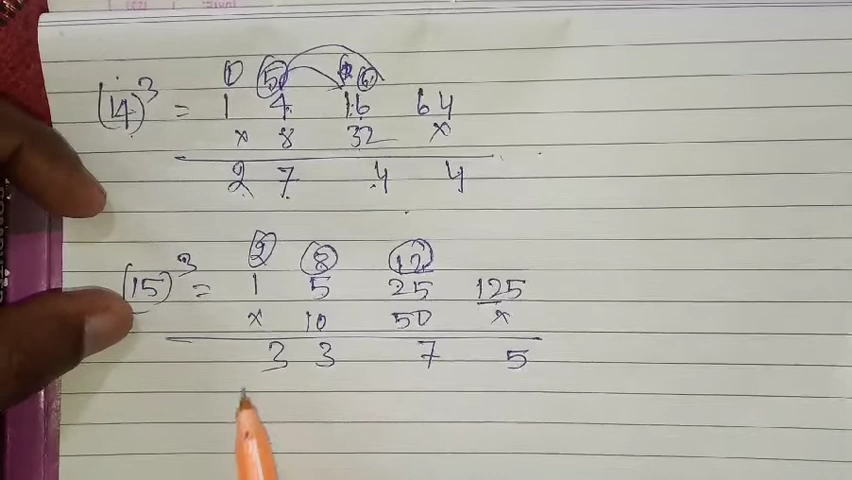 1 5 6
(14)³ = 1 4 16 64
x 8 32 x
2 7 4 4
2 8 12
(15)³ = 1 5 25 125
x 10 50 x
3 3 7 5